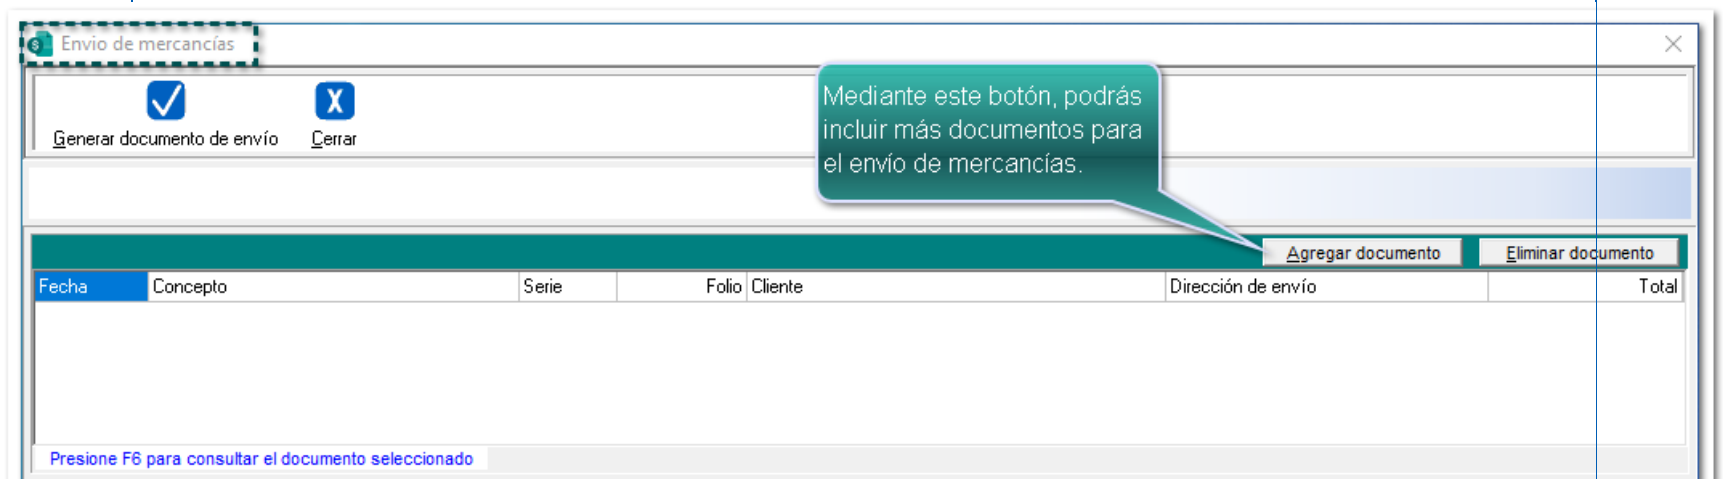 Envio de mercancías
Generar documento de envío
Cerrar
Mediante este botón, podrás
incluir más documentos para
el envío de mercancías.
Agregar documento
Eliminar documento
Fecha Concepto Serie Folio Cliente Dirección de envío Total
Presione F6 para consultar el documento seleccionado